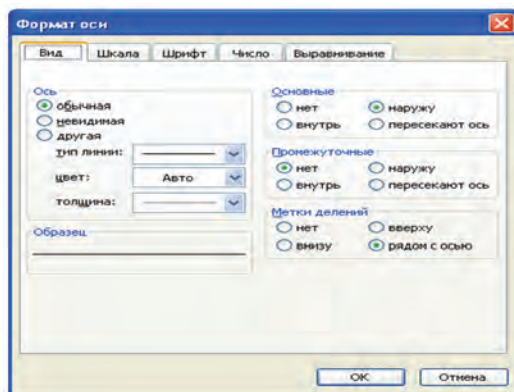 Формат оси
Вид Шкала Шрифт Число Выравнивание
Ось
обычная
невидимая
другая
тип линии:
цвет: Авто
толщина:
Образец
Основные
нет наружу
внутрь пересекают ось
Промежуточные
нет наружу
внутрь пересекают ось
Метки делений
нет вверху
внизу рядом с осью
ОК Отмена